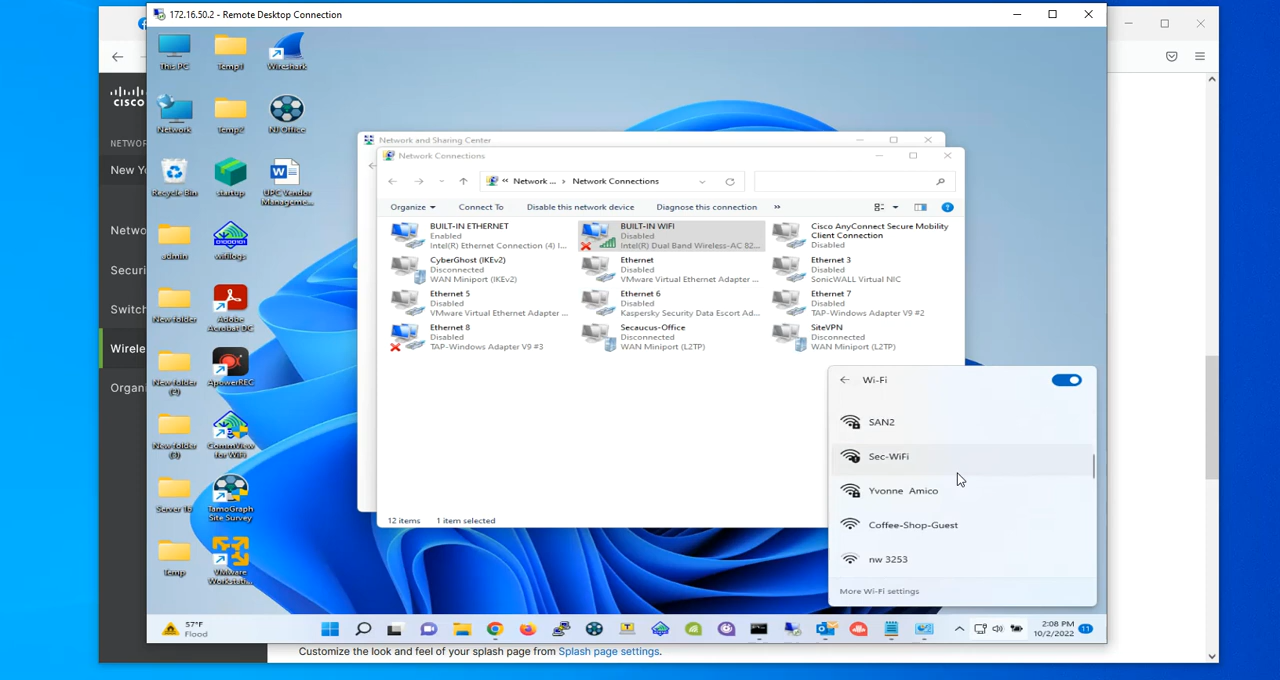 172.16.50.2 - Remote Desktop Connection
CISCO
NETWOR
New Yo
Netwo
Securi
Switch
Wirele
Organi
This PC
Temp1
Wireshark
Network
Temp2
NJ Office
Recycle Bin
startup
UPC Vendor
Managemc...
admin
wifilogs
New folder
Adobe
Acrobat DC
New folder
(2)
ApowerREC
New folder
(3)
CommView
for WiFi
Server To
TamoGraph
Site Survey
Temp
VMware
Workstati...
Network and Sharing Center
Network Connections
« Network ... › Network Connections
Organize
Connect To
Disable this network device
Diagnose this connection
»
BUILT-IN ETHERNET
Enabled
Intel(R) Ethernet Connection (4) I...
BUILT-IN WIFI
Disabled
Intel(R) Dual Band Wireless-AC 82...
Cisco AnyConnect Secure Mobility
Client Connection
Disabled
CyberGhost (IKEv2)
Disconnected
WAN Miniport (IKEv2)
Ethernet
Disabled
VMware Virtual Ethernet Adapter ...
Ethernet 3
Disabled
SonicWALL Virtual NIC
Ethernet 5
Disabled
VMware Virtual Ethernet Adapter ...
Ethernet 6
Disabled
Kaspersky Security Data Escort Ad...
Ethernet 7
Disabled
TAP-Windows Adapter V9 #2
Ethernet 8
Disabled
TAP-Windows Adapter V9 #3
Secaucus-Office
Disconnected
WAN Miniport (L2TP)
SiteVPN
Disconnected
WAN Miniport (L2TP)
12 items 1 item selected
Wi-Fi
SAN2
Sec-WiFi
Yvonne Amico
Coffee-Shop-Guest
nw 3253
More Wi-Fi settings
57°F
Flood
2:08 PM
10/2/2022
11
Customize the look and feel of your splash page from Splash page settings.